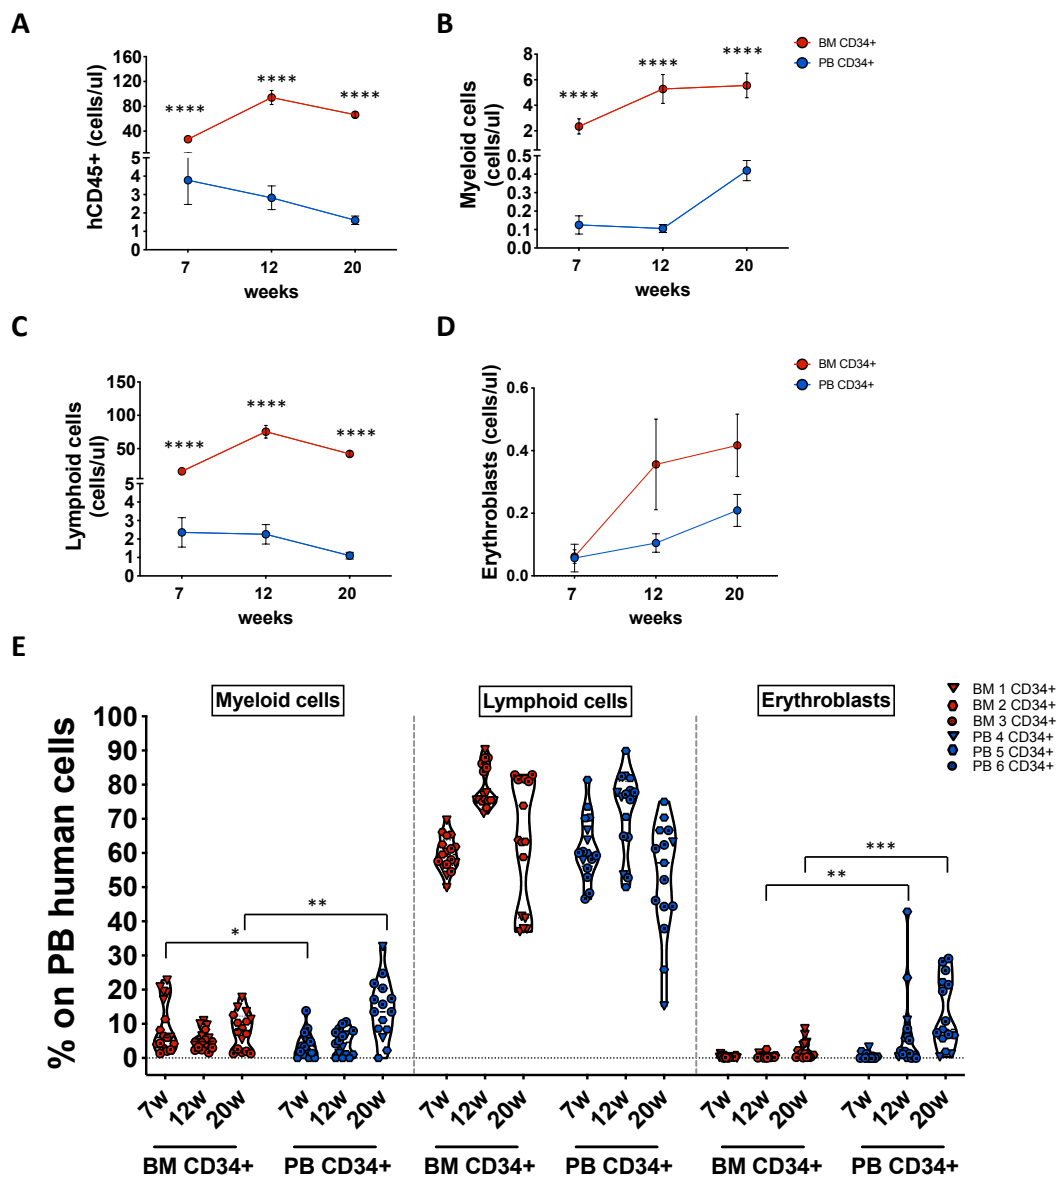 A
hCD45+ (cells/ul)
160
120
80
40
5
4
3
2
1
0
****
****
****
7
12
20
weeks
B
Myeloid cells
(cells/ul)
8
6
4
2
0.5
0.4
0.3
0.2
0.1
0.0
****
****
****
7
12
20
weeks
BM CD34+
PB CD34+
C
Lymphoid cells
(cells/ul)
150
100
50
5
4
3
2
1
0
****
****
****
7
12
20
weeks
D
Erythroblasts (cells/ul)
0.6
0.4
0.2
0.0
7
12
20
weeks
BM CD34+
PB CD34+
E
Myeloid cells
Lymphoid cells
Erythroblasts
BM 1 CD34+
BM 2 CD34+
BM 3 CD34+
PB 4 CD34+
PB 5 CD34+
PB 6 CD34+
% on PB human cells
100
90
80
70
60
50
40
30
20
10
0
*
**
**
***
7w 12w 20w 7w 12w 20w 7w 12w 20w 7w 12w 20w 7w 12w 20w 7w 12w 20w
BM CD34+ PB CD34+ BM CD34+ PB CD34+ BM CD34+ PB CD34+